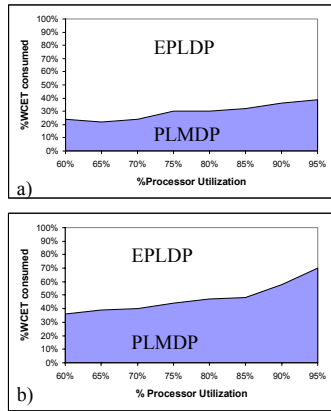 100%
90%
80%
70%
60%
50%
40%
30%
20%
10%
0%
%WCET consumed
EPLDP
PLMDP
60% 65% 70% 75% 80% 85% 90% 95%
%Processor Utilization
a)
100%
90%
80%
70%
60%
50%
40%
30%
20%
10%
0%
%WCET consumed
EPLDP
PLMDP
60% 65% 70% 75% 80% 85% 90% 95%
%Processor Utilization
b)